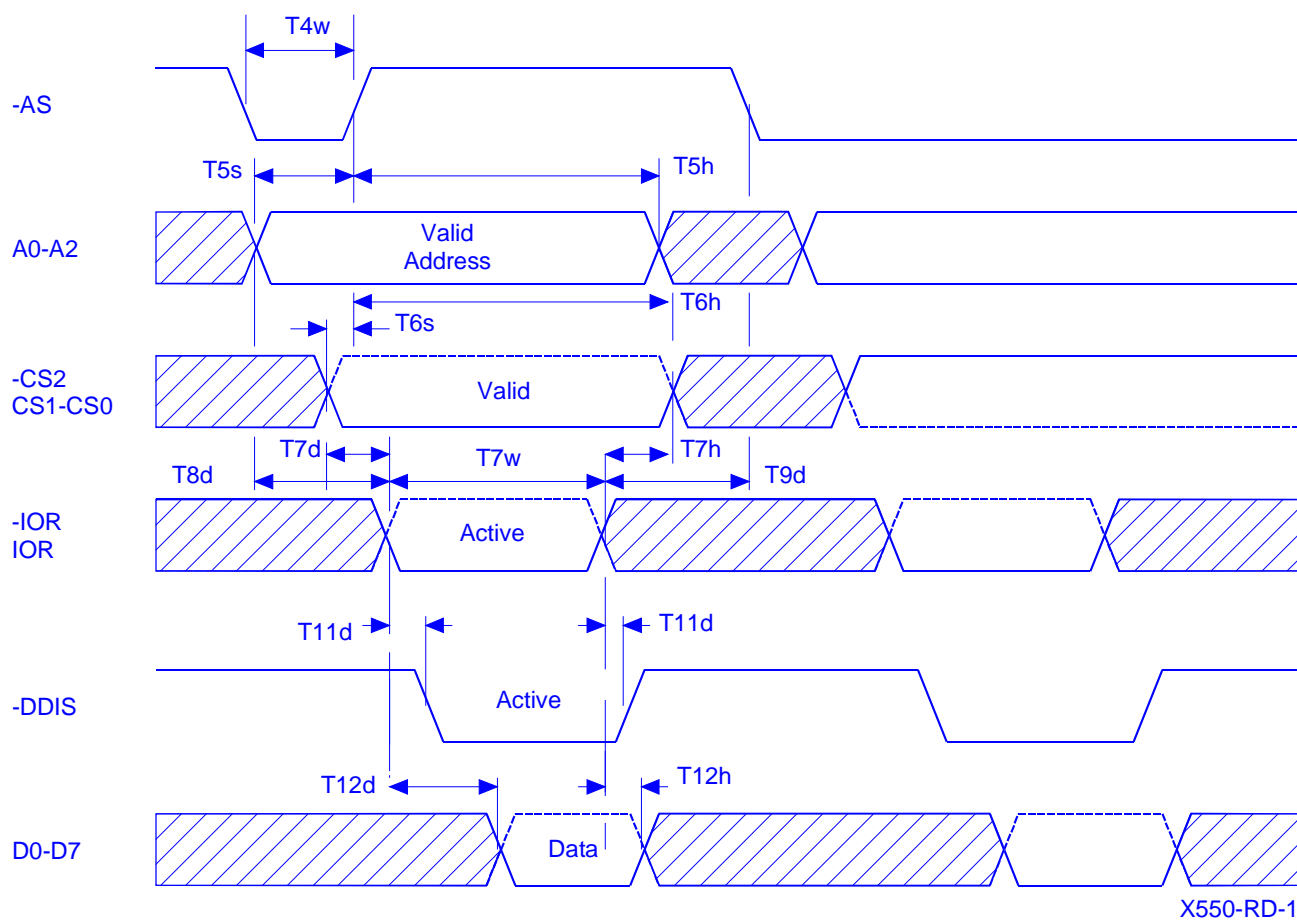 T4w
-AS
T5s
T5h
A0-A2
Valid
Address
T6s
T6h
-CS2
CS1-CS0
Valid
T7d
T7w
T7h
T8d
T9d
-IOR
IOR
Active
T11d
T11d
-DDIS
Active
T12d
T12h
D0-D7
Data
X550-RD-1